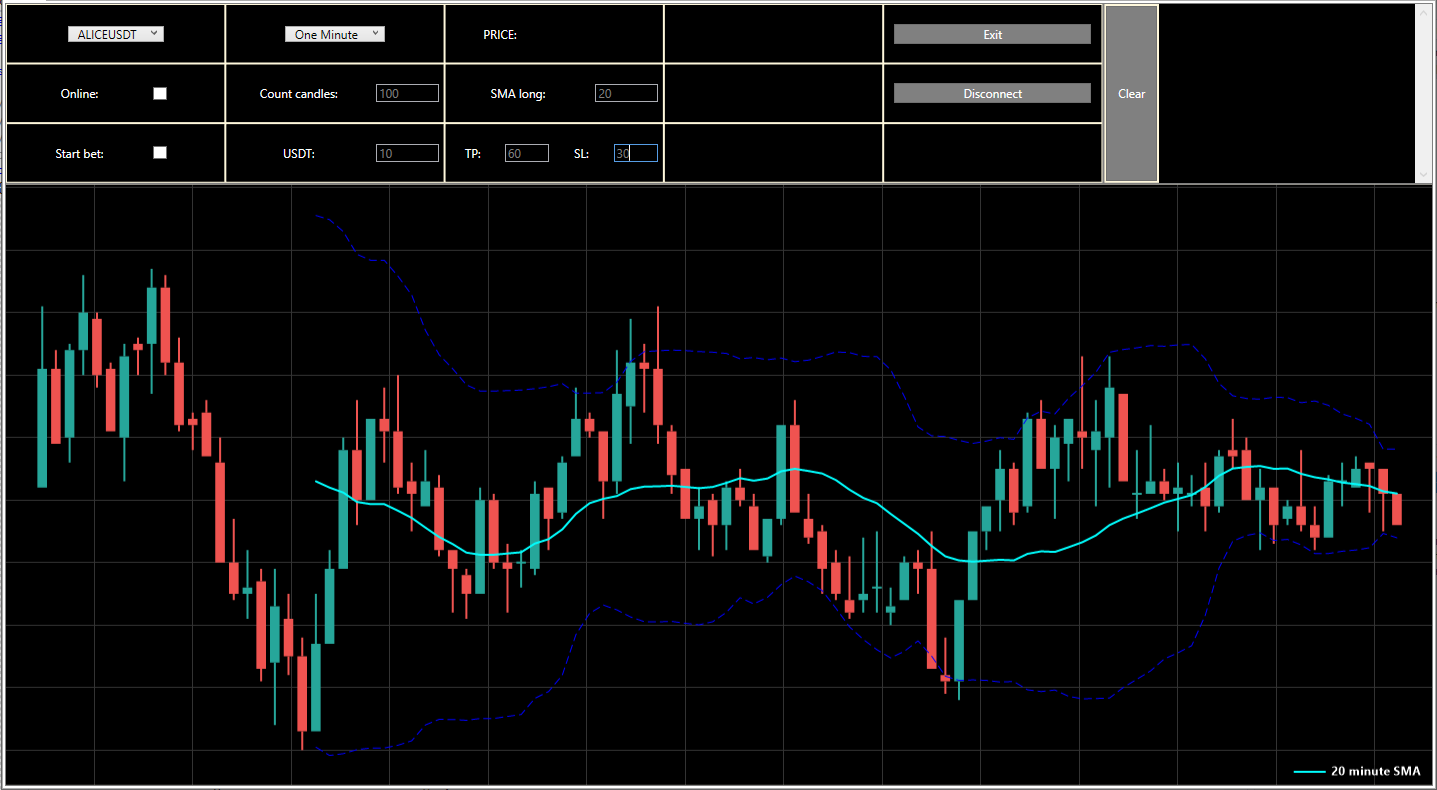 ALICEUSDT One Minute PRICE: Exit
Online: Count candles: 100 SMA long: 20 Disconnect Clear
Start bet: USDT: 10 TP: 60 SL: 30
20 minute SMA